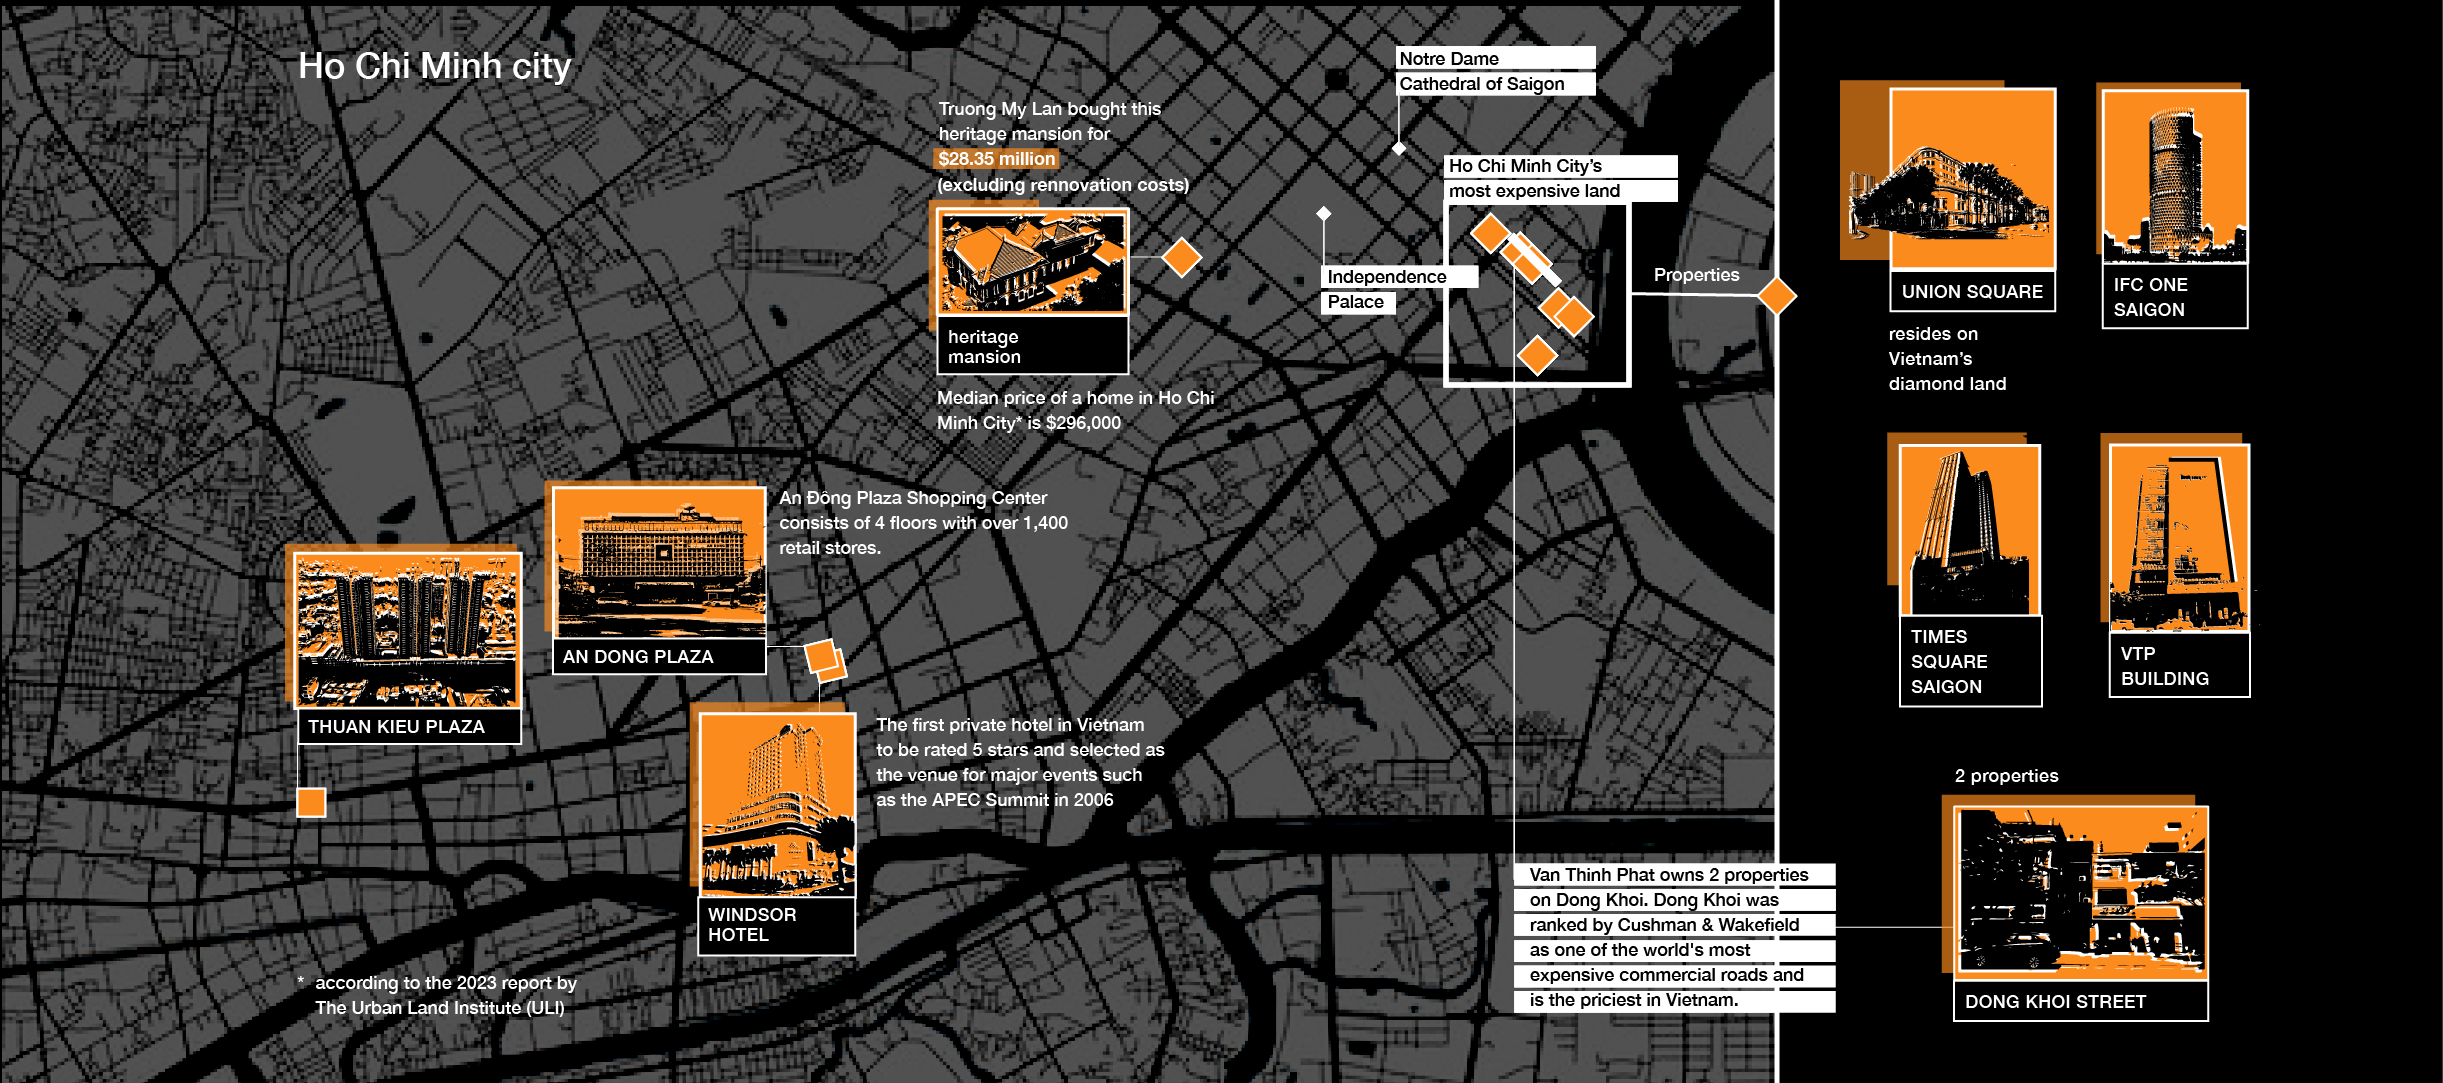 Ho Chi Minh city
Truong My Lan bought this
heritage mansion for
$28.35 million
(excluding rennovation costs)
heritage
mansion
Median price of a home in Ho Chi
Minh City* is $296,000
Notre Dame
Cathedral of Saigon
Ho Chi Minh City’s
most expensive land
Independence
Palace
Properties
An Đông Plaza Shopping Center
consists of 4 floors with over 1,400
retail stores.
AN DONG PLAZA
THUAN KIEU PLAZA
The first private hotel in Vietnam
to be rated 5 stars and selected as
the venue for major events such
as the APEC Summit in 2006
WINDSOR
HOTEL
* according to the 2023 report by
The Urban Land Institute (ULI)
Van Thinh Phat owns 2 properties
on Dong Khoi. Dong Khoi was
ranked by Cushman & Wakefield
as one of the world's most
expensive commercial roads and
is the priciest in Vietnam.
UNION SQUARE
resides on
Vietnam’s
diamond land
IFC ONE
SAIGON
TIMES
SQUARE
SAIGON
VTP
BUILDING
2 properties
DONG KHOI STREET